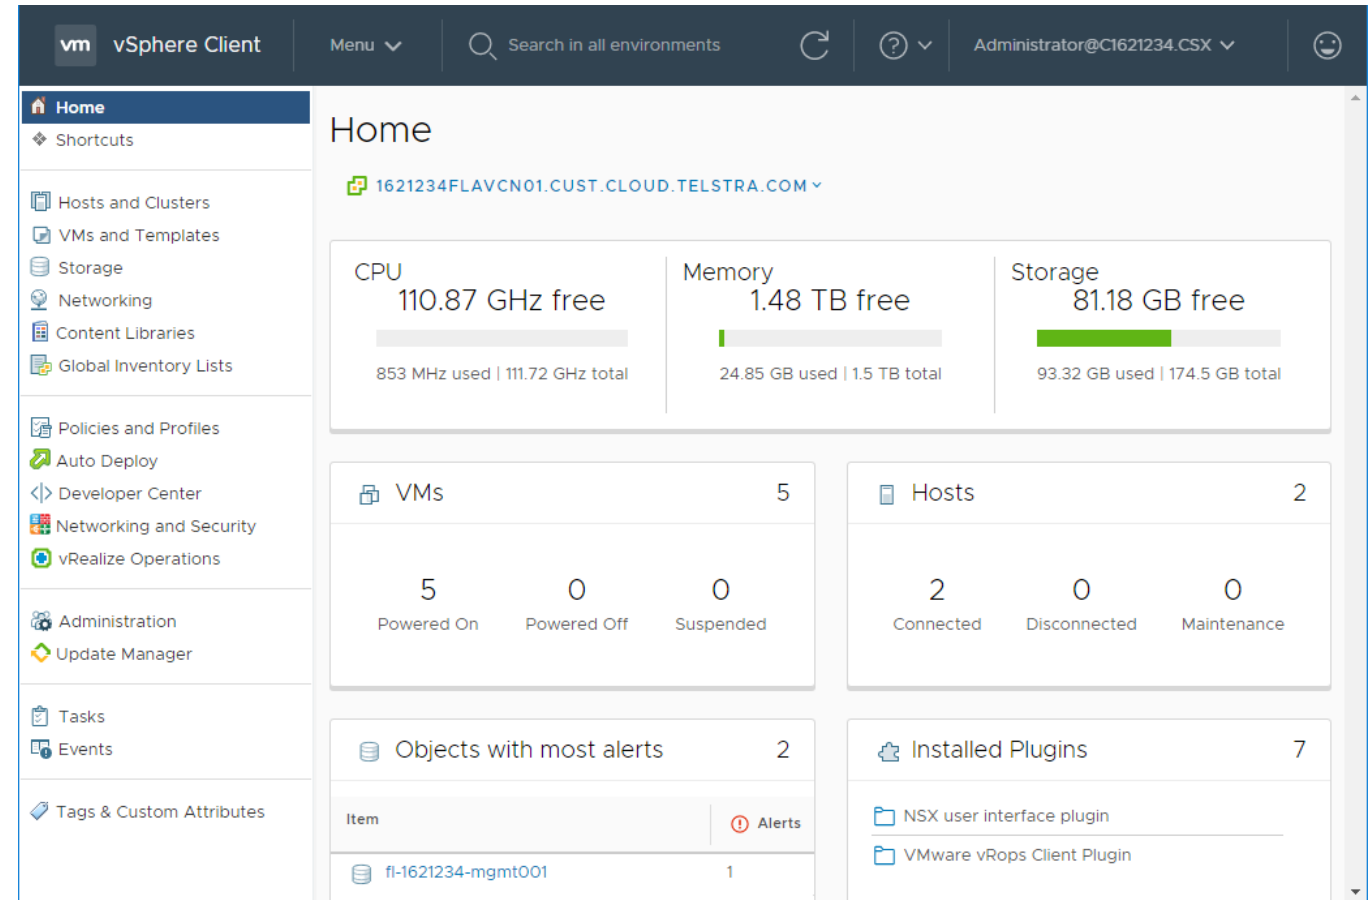 vm vSphere Client Menu Search in all environments Administrator@C1621234.CSX
Home
Shortcuts
Hosts and Clusters
VMs and Templates
Storage
Networking
Content Libraries
Global Inventory Lists
Policies and Profiles
Auto Deploy
Developer Center
Networking and Security
vRealize Operations
Administration
Update Manager
Tasks
Events
Tags & Custom Attributes
Home
1621234FLAVCN01.CUST.CLOUD.TELSTRA.COM
CPU
110.87 GHz free
853 MHz used | 111.72 GHz total
Memory
1.48 TB free
24.85 GB used | 1.5 TB total
Storage
81.18 GB free
93.32 GB used | 174.5 GB total
VMs 5
5 0 0
Powered On Powered Off Suspended
Hosts 2
2 0 0
Connected Disconnected Maintenance
Objects with most alerts 2
Item Alerts
fl-1621234-mgmt001 1
Installed Plugins 7
NSX user interface plugin
VMware vRops Client Plugin